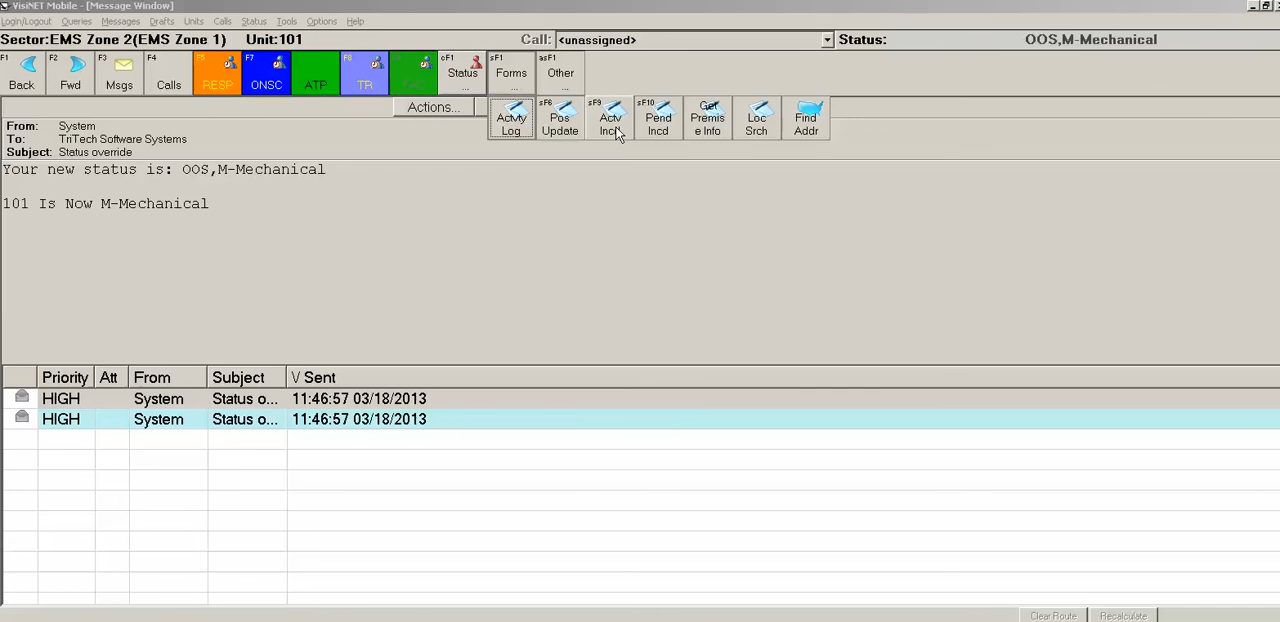 VisiNET Mobile - [Message Window]
Login/Logout Queries Messages Drafts Units Calls Status Tools Options Help
Sector:EMS Zone 2(EMS Zone 1) Unit:101 Call: <unassigned> Status: OOS,M-Mechanical
F1 F2 F3 F4 F5 F7 F8 cF1 sF1 asF1
Status Forms Other
Back Fwd Msgs Calls RESP ONSC ATP TR ... ... ...
Actions...
sF6 sF9 sF10 Get
Activity Pos Actv Pend Premis Loc Find
Log Update Incd Incd e Info Srch Addr
From: System
To: TriTech Software Systems
Subject: Status override
Your new status is: OOS,M-Mechanical
101 Is Now M-Mechanical
Priority Att From Subject \/ Sent
HIGH System Status o... 11:46:57 03/18/2013
HIGH System Status o... 11:46:57 03/18/2013
Clear Route Recalculate